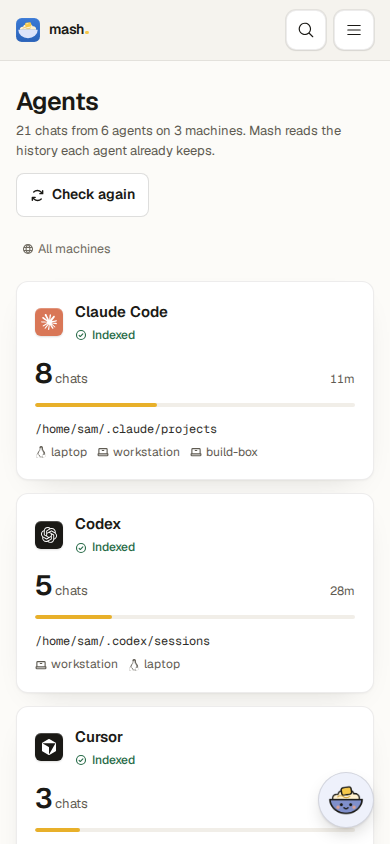 mash.
Agents
21 chats from 6 agents on 3 machines. Mash reads the
history each agent already keeps.
Check again
All machines
Claude Code
Indexed
8 chats 11m
/home/sam/.claude/projects
laptop workstation build-box
Codex
Indexed
5 chats 28m
/home/sam/.codex/sessions
workstation laptop
Cursor
Indexed
3 chats